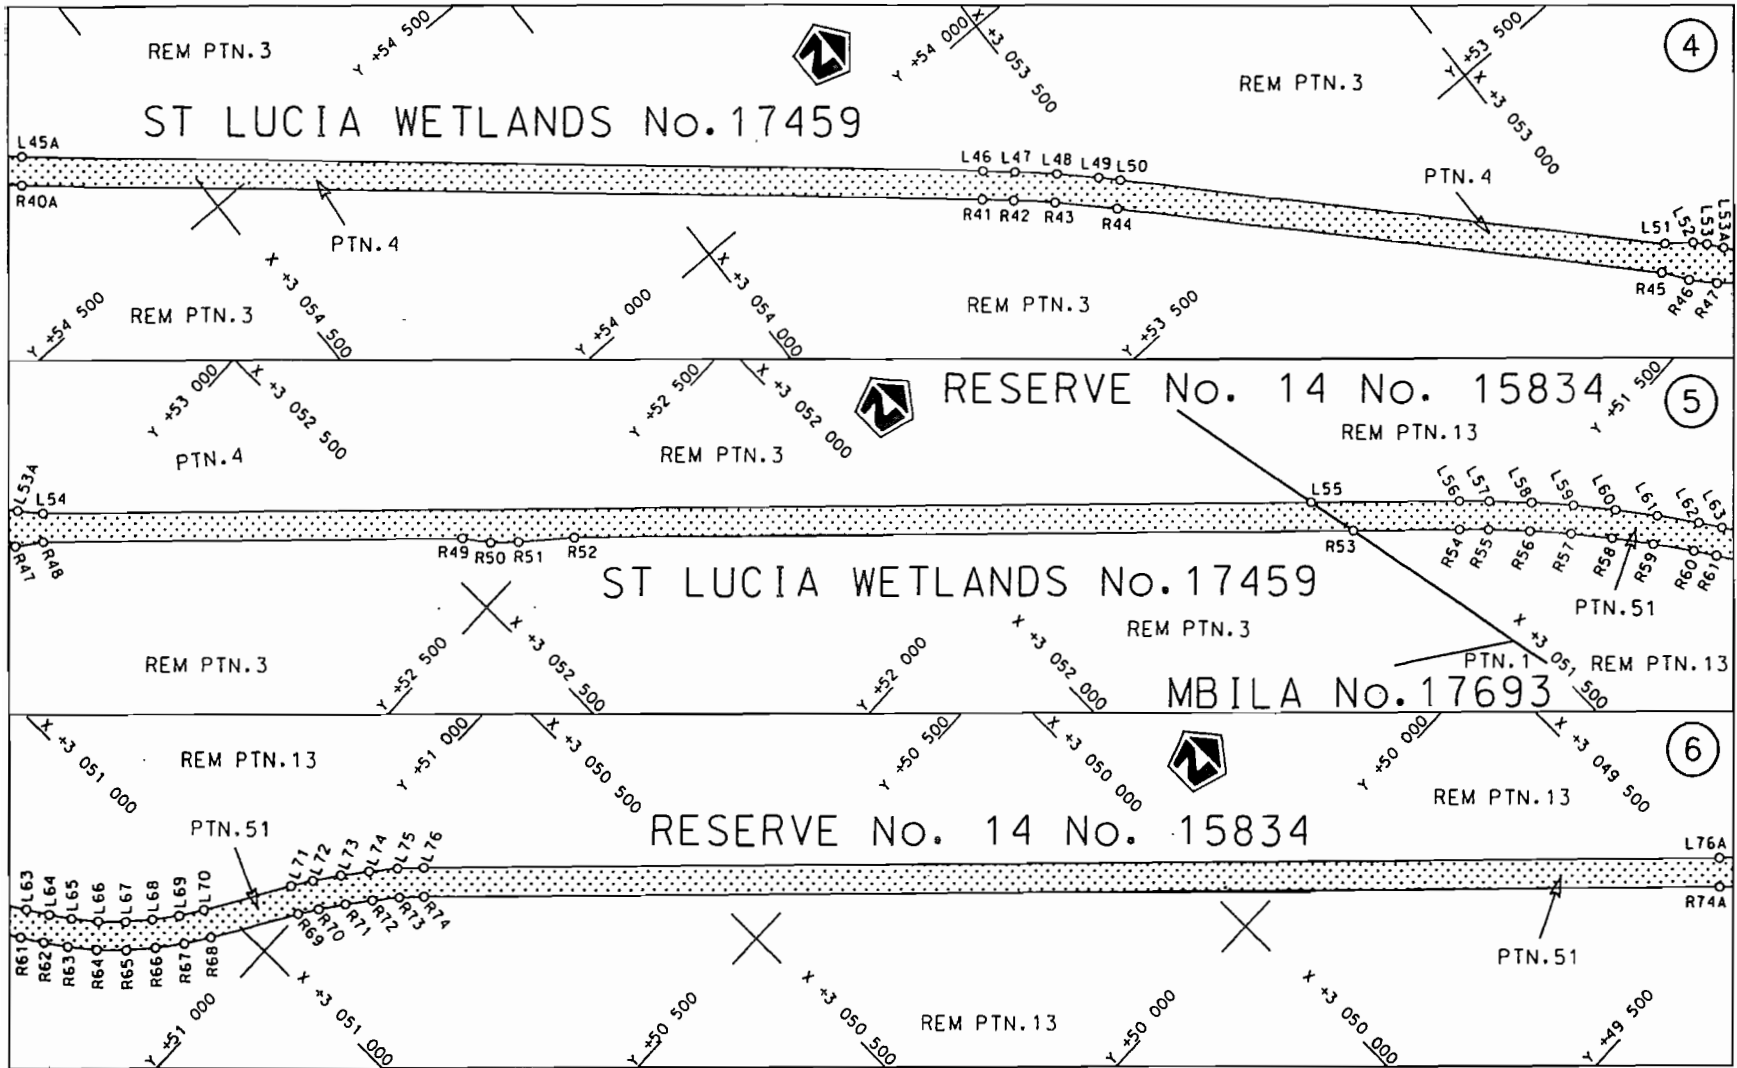 4
REM PTN.3
Y +54 500
Y +54 000
X +3 053 500
REM PTN.3
Y +53 500
X +3 053 000
N
ST LUCIA WETLANDS No.17459
L45A
L46
L47
L48
L49
L50
PTN.4
L51
L52
L53
L53A
R40A
R41
R42
R43
R44
R45
R46
R47
PTN.4
X +3 054 500
X +3 054 000
REM PTN.3
REM PTN.3
Y +54 500
Y +54 000
Y +53 500
5
Y +53 000
X +3 052 500
Y +52 500
X +3 052 000
N
RESERVE No. 14 No. 15834
Y +51 500
REM PTN.13
PTN.4
REM PTN.3
L53A
L54
L55
L56
L57
L58
L59
L60
L61
L62
L63
R47
R48
R49
R50
R51
R52
R53
R54
R55
R56
R57
R58
R59
R60
R61
ST LUCIA WETLANDS No.17459
PTN.51
REM PTN.3
REM PTN.3
Y +52 500
X +3 052 500
Y +52 000
X +3 052 000
X +3 051 500
PTN.1
REM PTN.13
MBILA No.17693
6
X +3 051 000
REM PTN.13
Y +51 000
X +3 050 500
Y +50 500
X +3 050 000
N
Y +50 000
X +3 049 500
REM PTN.13
PTN.51
RESERVE No. 14 No. 15834
L63
L64
L65
L66
L67
L68
L69
L70
L71
L72
L73
L74
L75
L76
L76A
R61
R62
R63
R64
R65
R66
R67
R68
R69
R70
R71
R72
R73
R74
R74A
PTN.51
Y +51 000
X +3 051 000
Y +50 500
X +3 050 500
REM PTN.13
Y +50 000
X +3 050 000
Y +49 500